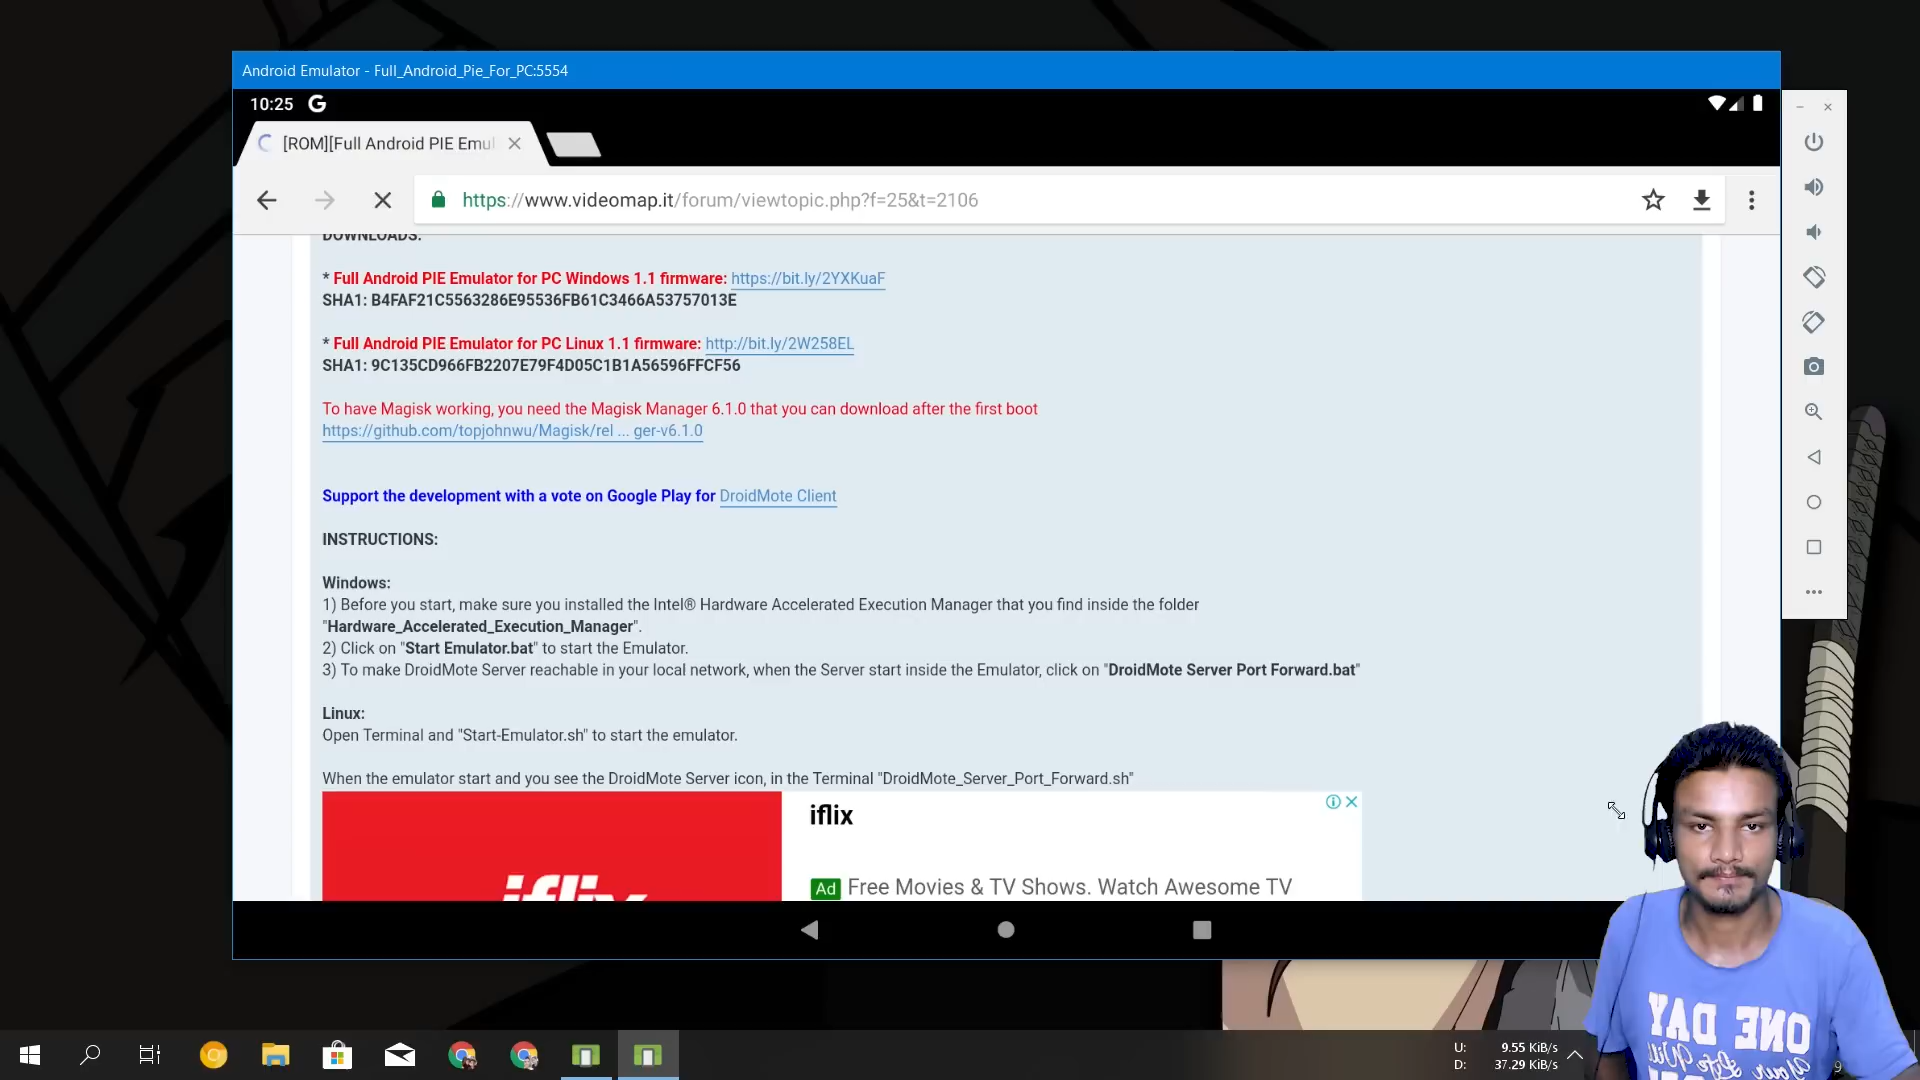 Android Emulator - Full_Android_Pie_For_PC:5554
10:25
[ROM][Full Android PIE Emul
https://www.videomap.it/forum/viewtopic.php?f=25&t=2106
DOWNLOADS:
* Full Android PIE Emulator for PC Windows 1.1 firmware: https://bit.ly/2YXKuaF
SHA1: B4FAF21C5563286E95536FB61C3466A53757013E
* Full Android PIE Emulator for PC Linux 1.1 firmware: http://bit.ly/2W258EL
SHA1: 9C135CD966FB2207E79F4D05C1B1A56596FFCF56
To have Magisk working, you need the Magisk Manager 6.1.0 that you can download after the first boot
https://github.com/topjohnwu/Magisk/rel ... ger-v6.1.0
Support the development with a vote on Google Play for DroidMote Client
INSTRUCTIONS:
Windows:
1) Before you start, make sure you installed the Intel® Hardware Accelerated Execution Manager that you find inside the folder
"Hardware_Accelerated_Execution_Manager".
2) Click on "Start Emulator.bat" to start the Emulator.
3) To make DroidMote Server reachable in your local network, when the Server start inside the Emulator, click on "DroidMote Server Port Forward.bat"
Linux:
Open Terminal and "Start-Emulator.sh" to start the emulator.
When the emulator start and you see the DroidMote Server icon, in the Terminal "DroidMote_Server_Port_Forward.sh"
iflix
iflix
Ad Free Movies & TV Shows. Watch Awesome TV
U: 9.55 KiB/s
D: 37.29 KiB/s
ONE DAY